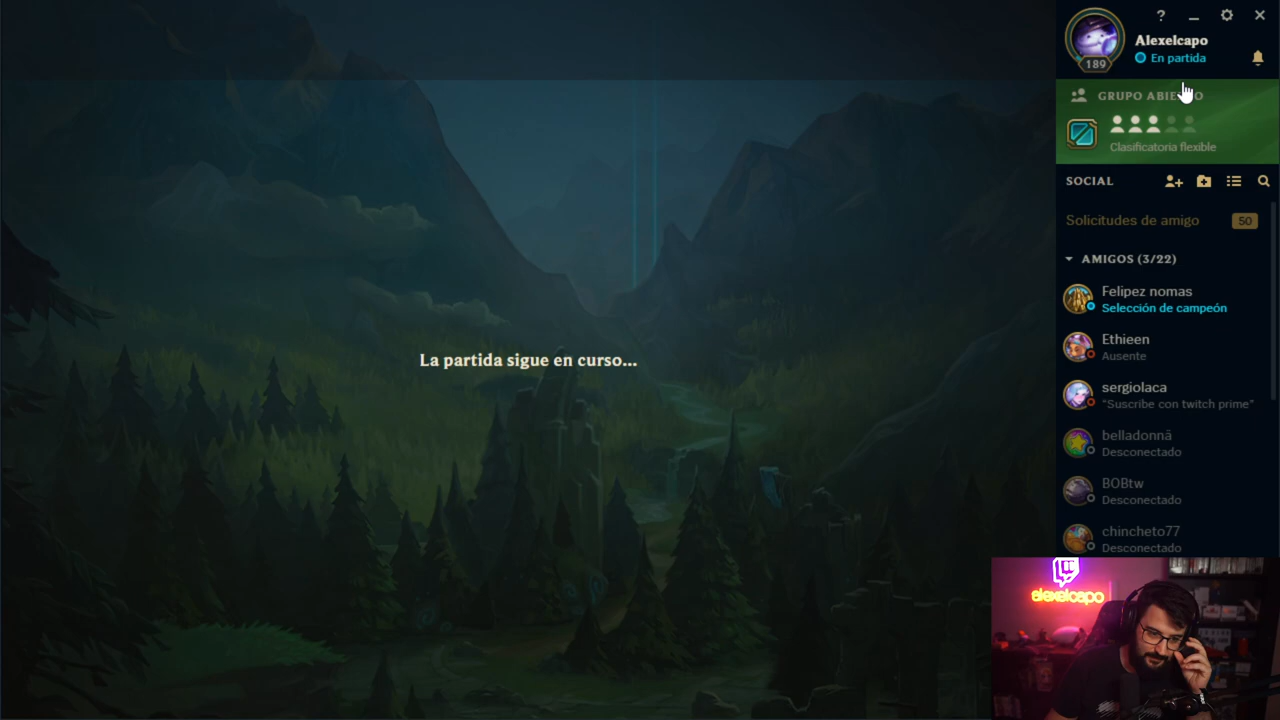 ?
Alexelcapo
En partida
189
GRUPO ABIERTO
Clasificatoria flexible
SOCIAL
Solicitudes de amigo 50
AMIGOS (3/22)
Felipez nomas
Selección de campeón
Ethieen
Ausente
sergiolaca
"Suscribe con twitch prime"
belladonnä
Desconectado
BOBtw
Desconectado
chincheto77
Desconectado
La partida sigue en curso...
alexelcapo